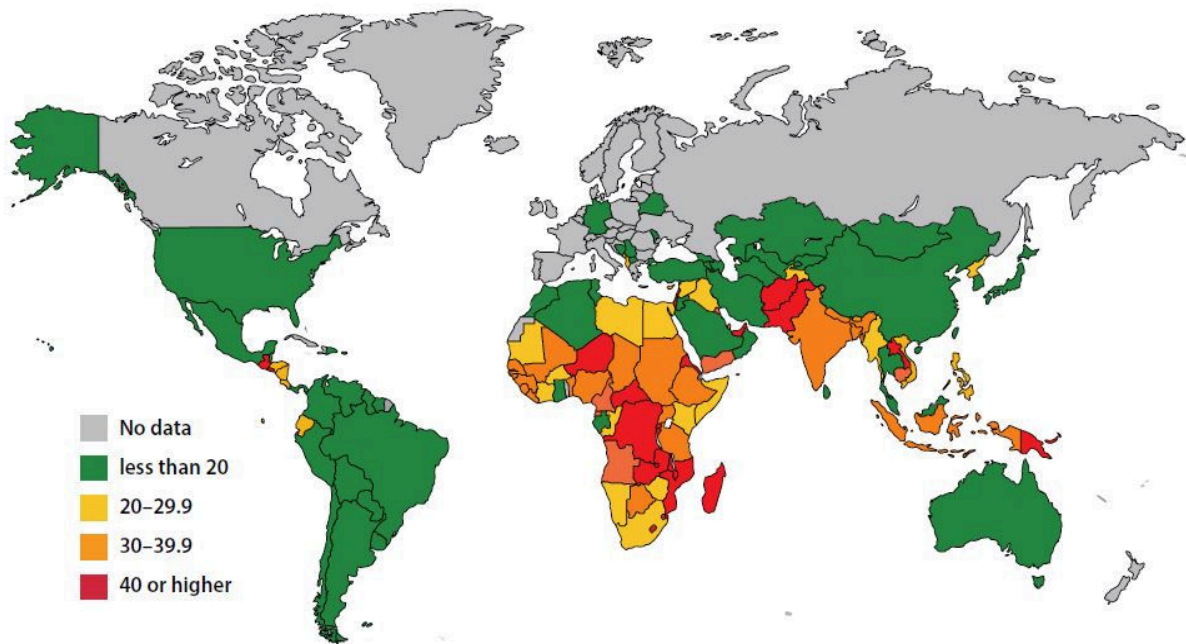 No data
less than 20
20–29.9
30–39.9
40 or higher